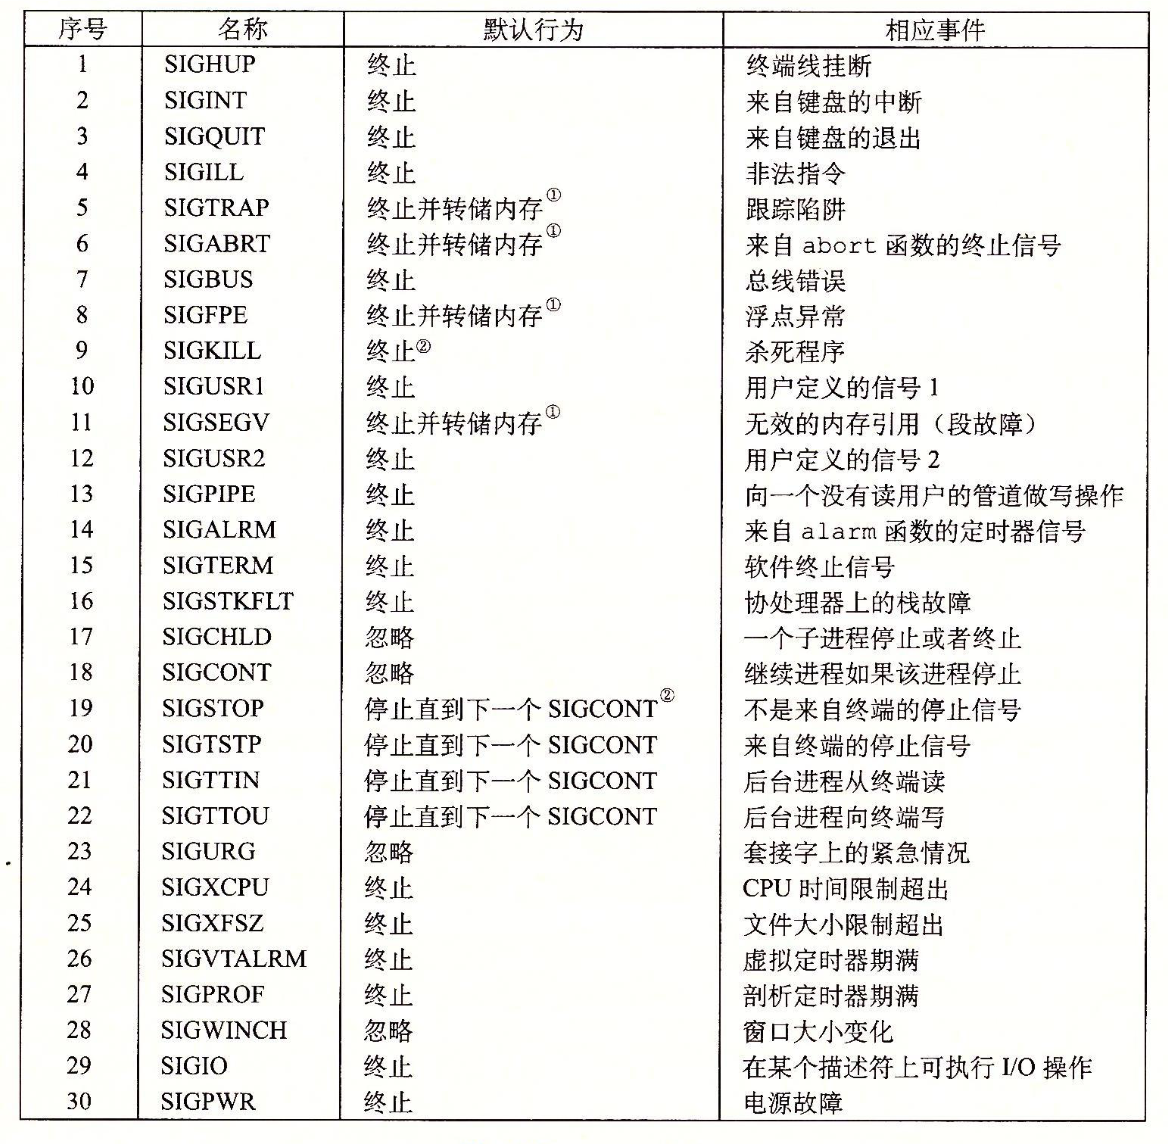 序号 名称 默认行为 相应事件
1 SIGHUP 终止 终端线挂断
2 SIGINT 终止 来自键盘的中断
3 SIGQUIT 终止 来自键盘的退出
4 SIGILL 终止 非法指令
5 SIGTRAP 终止并转储内存① 跟踪陷阱
6 SIGABRT 终止并转储内存① 来自 abort 函数的终止信号
7 SIGBUS 终止 总线错误
8 SIGFPE 终止并转储内存① 浮点异常
9 SIGKILL 终止② 杀死程序
10 SIGUSR1 终止 用户定义的信号 1
11 SIGSEGV 终止并转储内存① 无效的内存引用（段故障）
12 SIGUSR2 终止 用户定义的信号 2
13 SIGPIPE 终止 向一个没有读用户的管道做写操作
14 SIGALRM 终止 来自 alarm 函数的定时器信号
15 SIGTERM 终止 软件终止信号
16 SIGSTKFLT 终止 协处理器上的栈故障
17 SIGCHLD 忽略 一个子进程停止或者终止
18 SIGCONT 忽略 继续进程如果该进程停止
19 SIGSTOP 停止直到下一个 SIGCONT② 不是来自终端的停止信号
20 SIGTSTP 停止直到下一个 SIGCONT 来自终端的停止信号
21 SIGTTIN 停止直到下一个 SIGCONT 后台进程从终端读
22 SIGTTOU 停止直到下一个 SIGCONT 后台进程向终端写
23 SIGURG 忽略 套接字上的紧急情况
24 SIGXCPU 终止 CPU 时间限制超出
25 SIGXFSZ 终止 文件大小限制超出
26 SIGVTALRM 终止 虚拟定时器期满
27 SIGPROF 终止 剖析定时器期满
28 SIGWINCH 忽略 窗口大小变化
29 SIGIO 终止 在某个描述符上可执行 I/O 操作
30 SIGPWR 终止 电源故障